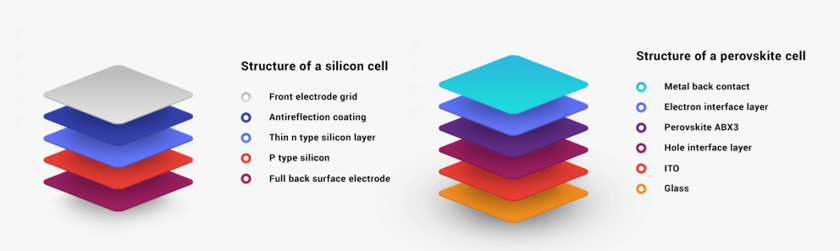 Structure of a silicon cell
Front electrode grid
Antireflection coating
Thin n type silicon layer
P type silicon
Full back surface electrode
Structure of a perovskite cell
Metal back contact
Electron interface layer
Perovskite ABX3
Hole interface layer
ITO
Glass